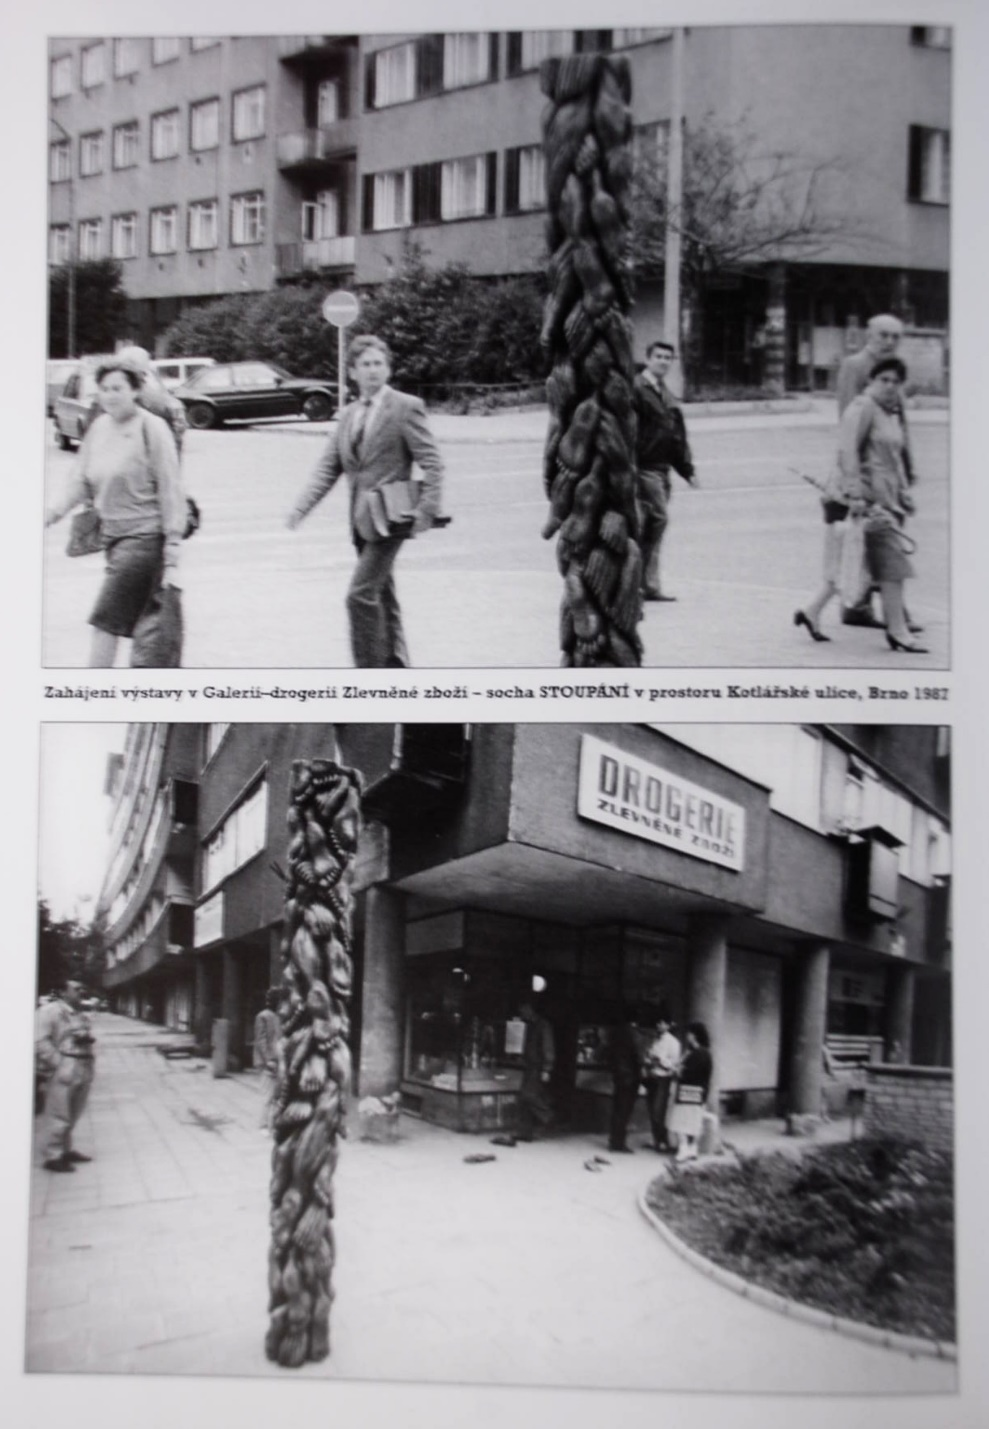 Zahájení výstavy v Galerii–drogerii Zlevněné zboží – socha STOUPÁNÍ v prostoru Kotlářské ulice, Brno 1987
DROGERIE
ZLEVNĚNÉ ZBOŽÍ